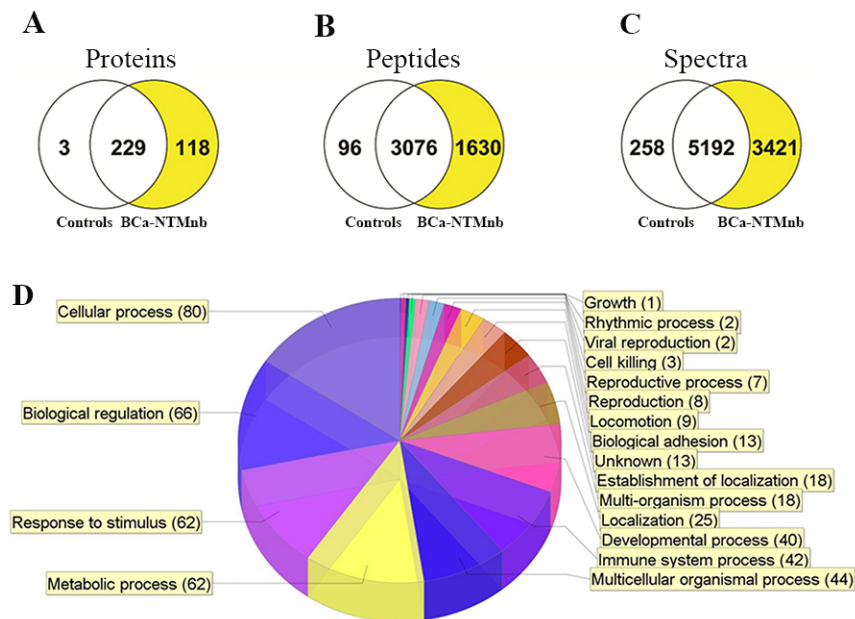 A
Proteins
3
229
118
Controls
BCa-NTMnb
B
Peptides
96
3076
1630
Controls
BCa-NTMnb
C
Spectra
258
5192
3421
Controls
BCa-NTMnb
D
Cellular process (80)
Biological regulation (66)
Response to stimulus (62)
Metabolic process (62)
Growth (1)
Rhythmic process (2)
Viral reproduction (2)
Cell killing (3)
Reproductive process (7)
Reproduction (8)
Locomotion (9)
Biological adhesion (13)
Unknown (13)
Establishment of localization (18)
Multi-organism process (18)
Localization (25)
Developmental process (40)
Immune system process (42)
Multicellular organismal process (44)